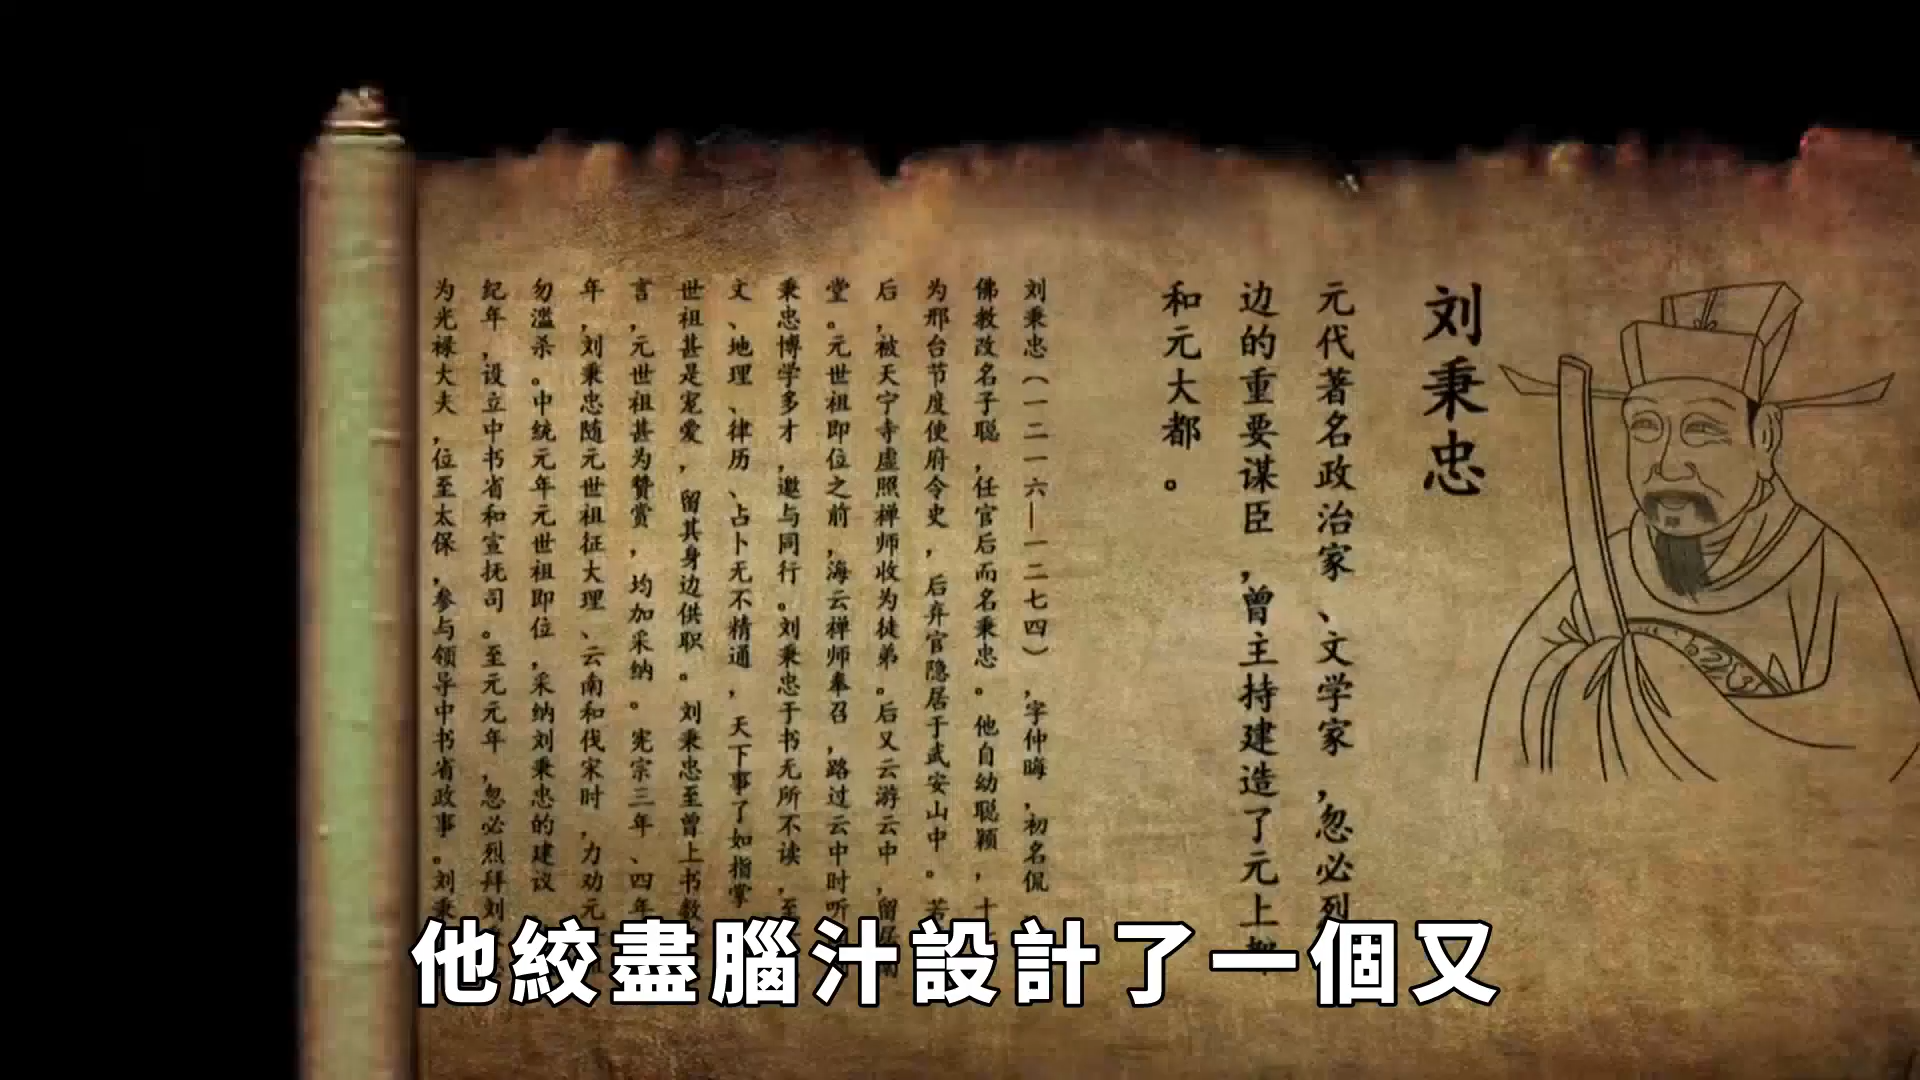 刘秉忠
元代著名政治家、文学家，忽必烈
边的重要谋臣，曾主持建造了元上都
和元大都。
刘秉忠（一二一六—一二七四），字仲晦，初名侃
佛教改名子聪，任官后而名秉忠。他自幼聪颖，十
为邢台节度使府令史，后弃官隐居于武安山中。若
后，被天宁寺虚照禅师收为徒弟。后又云游云中，留
堂。元世祖即位之前，海云禅师奉召，路过云中时听
秉忠博学多才，邀与同行。刘秉忠于书无所不读，至
文、地理、律历、占卜无不精通，天下事了如指掌
世祖甚是宠爱，留其身边供职。刘秉忠至曾上书数
言，元世祖甚为赞赏，均加采纳。宪宗三年、四年
年，刘秉忠随元世祖征大理、云南和伐宋时，力劝元
勿滥杀。中统元年元世祖即位，采纳刘秉忠的建议
纪年，设立中书省和宣抚司。至元元年，忽必烈拜刘
为光禄大夫，位至太保，参与领导中书省政事。刘秉
他絞盡腦汁設計了一個又